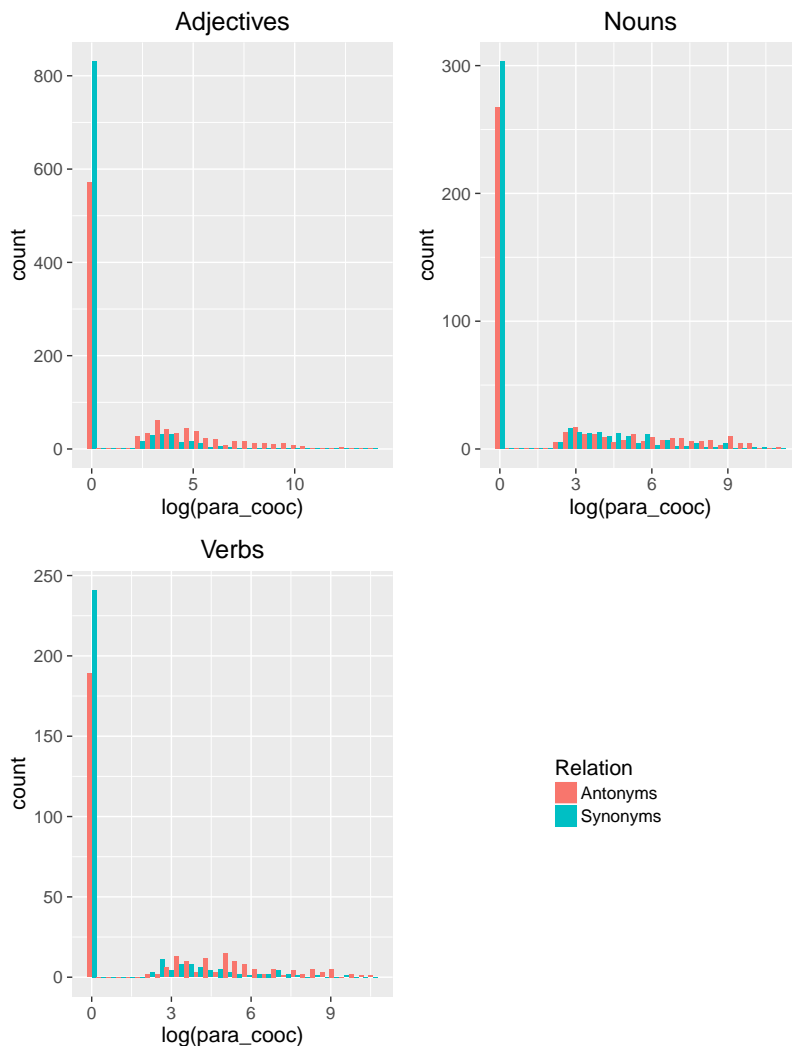 Adjectives
800
600
400
200
0
count
0 5 10
log(para_cooc)
Nouns
300
200
100
0
count
0 3 6 9
log(para_cooc)
Verbs
250
200
150
100
50
0
count
0 3 6 9
log(para_cooc)
Relation
Antonyms
Synonyms